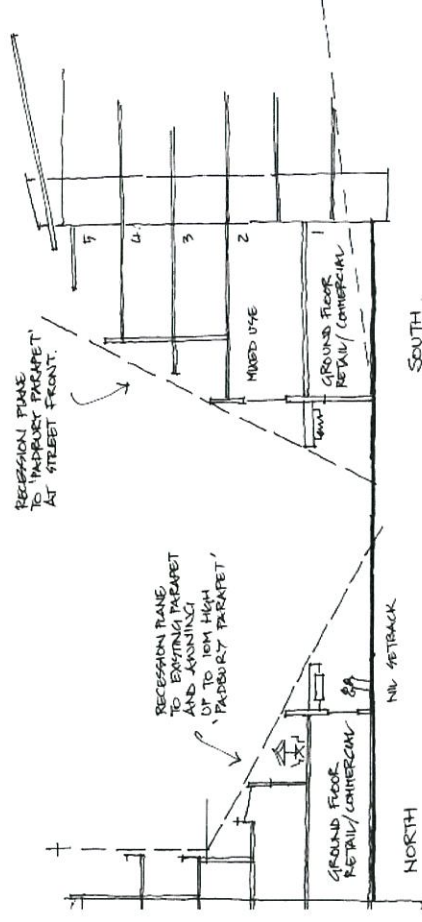 RECESSION PLANE
TO 'PADBURY PARAPET'
AT STREET FRONT.
RECESSION PLANE
TO EXISTING PARAPET
AND AWNING
UP TO 10M HIGH
'PADBURY PARAPET'
5
4
3
2
1
MIXED USE
GROUND FLOOR
RETAIL/COMMERCIAL
GROUND FLOOR
RETAIL/COMMERCIAL
NIL SETBACK
NORTH
SOUTH